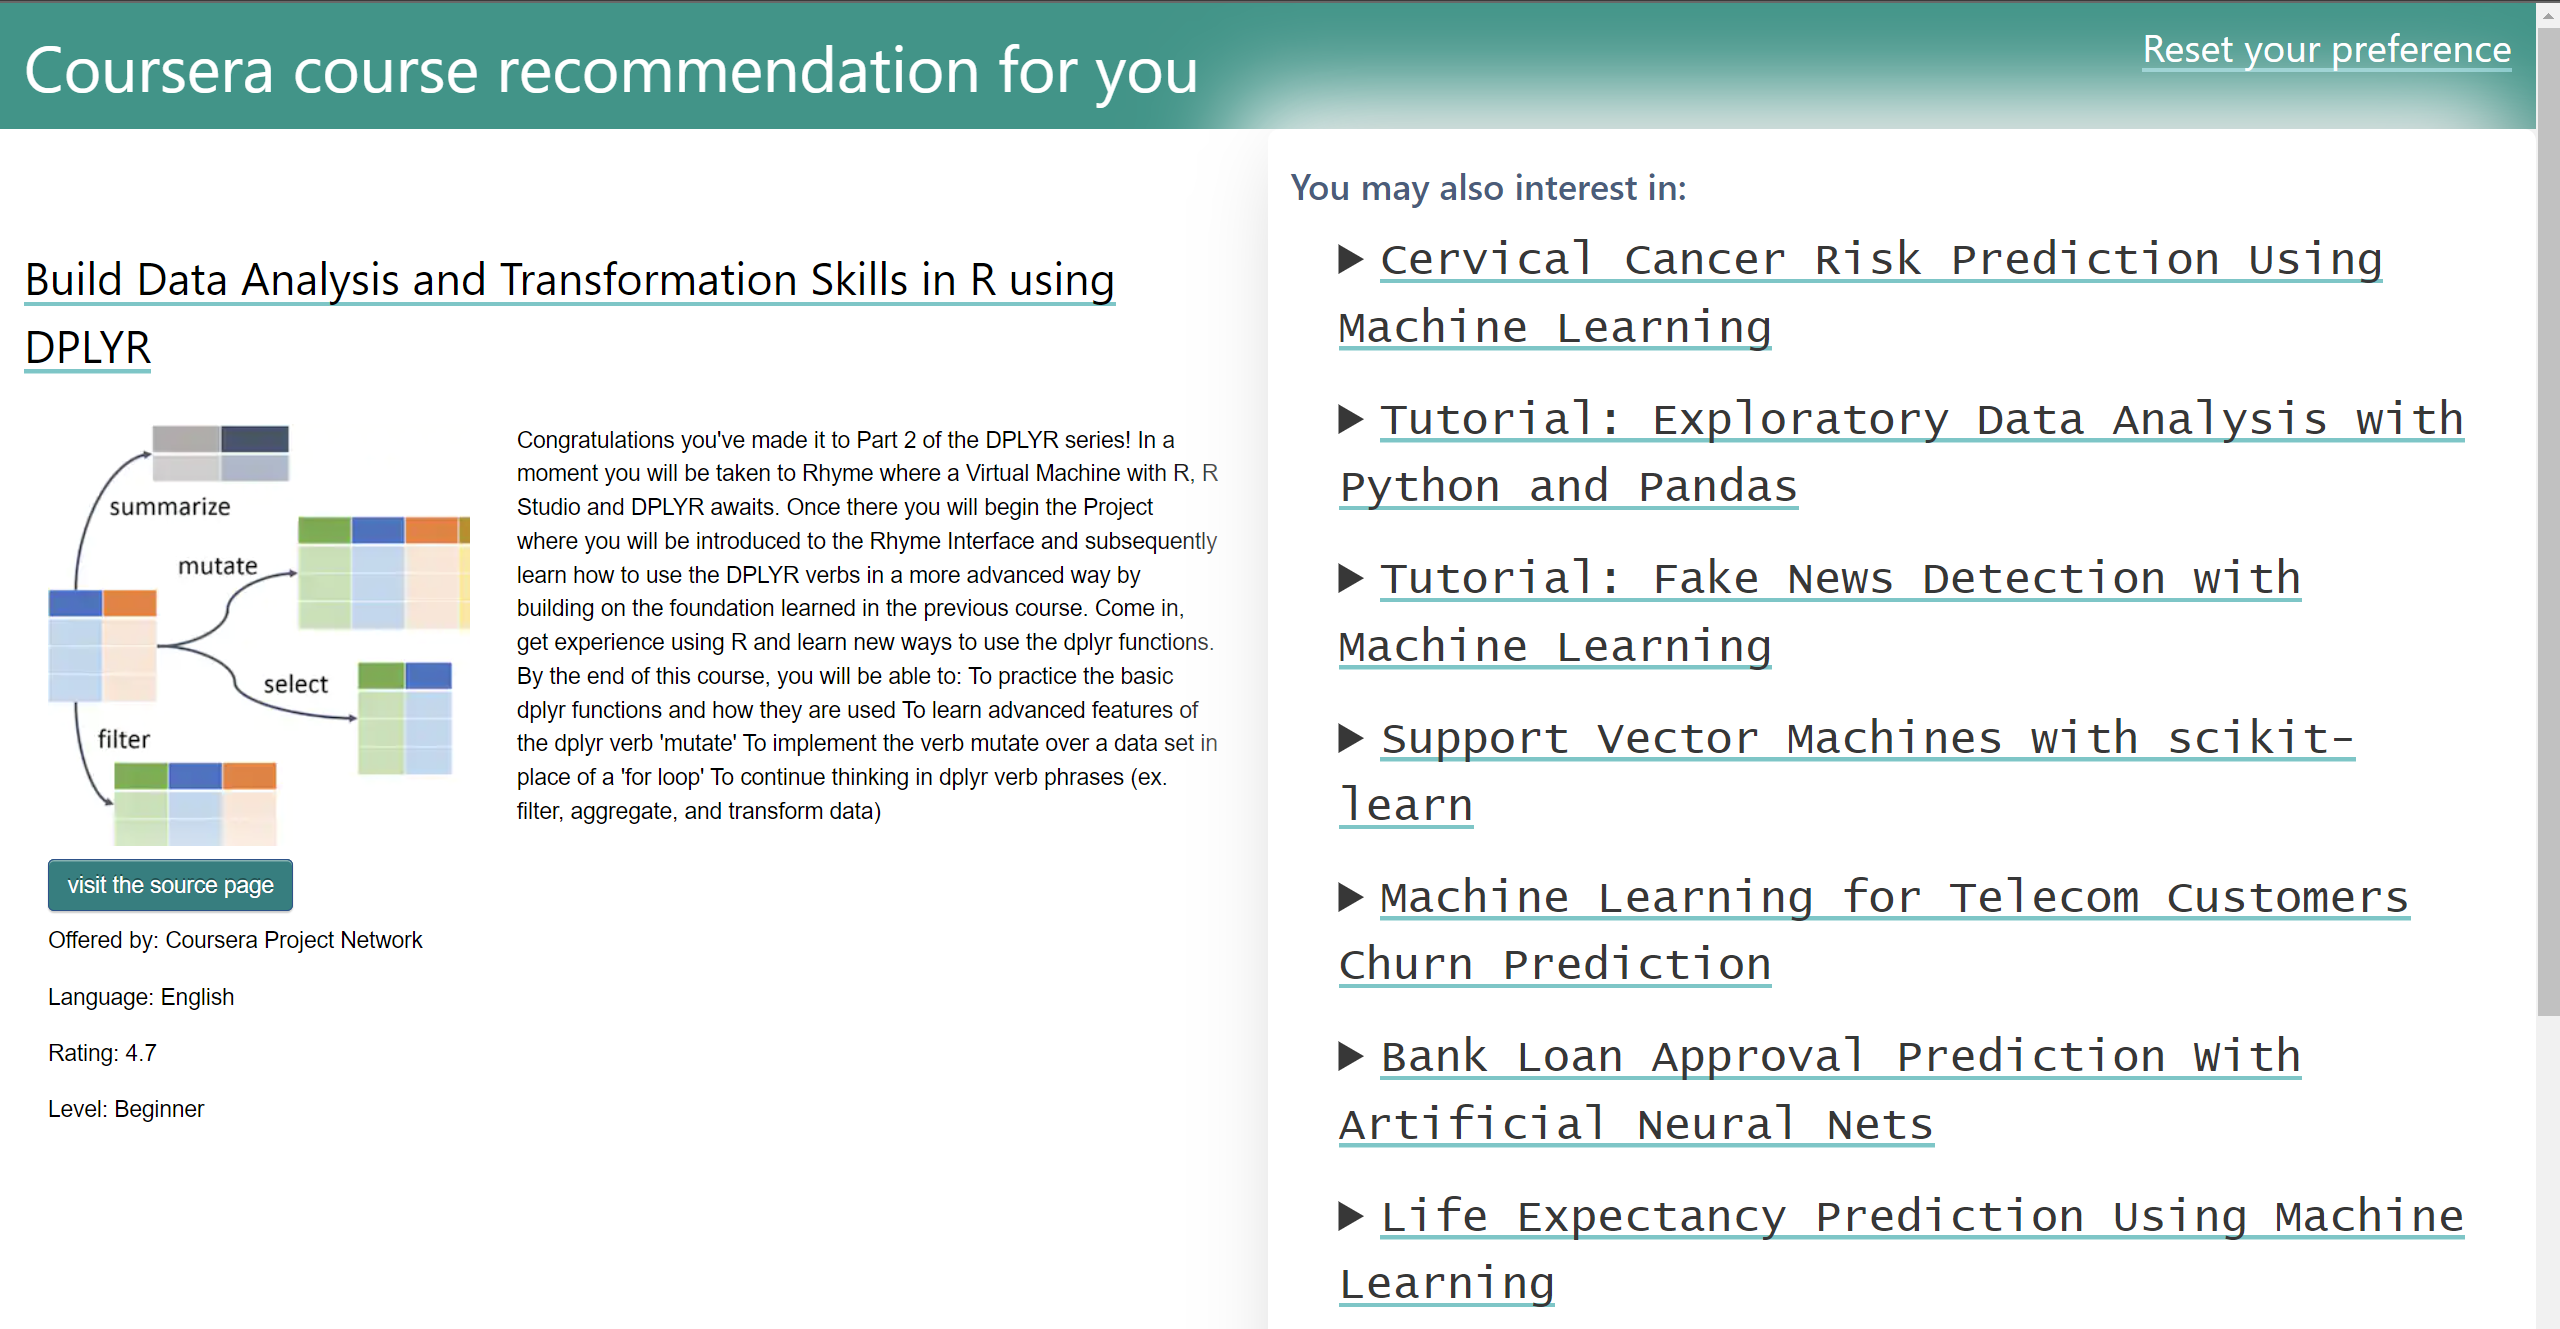 Coursera course recommendation for you
Reset your preference
Build Data Analysis and Transformation Skills in R using
DPLYR
summarize
mutate
select
filter
Congratulations you've made it to Part 2 of the DPLYR series! In a
moment you will be taken to Rhyme where a Virtual Machine with R, R
Studio and DPLYR awaits. Once there you will begin the Project
where you will be introduced to the Rhyme Interface and subsequently
learn how to use the DPLYR verbs in a more advanced way by
building on the foundation learned in the previous course. Come in,
get experience using R and learn new ways to use the dplyr functions.
By the end of this course, you will be able to: To practice the basic
dplyr functions and how they are used To learn advanced features of
the dplyr verb 'mutate' To implement the verb mutate over a data set in
place of a 'for loop' To continue thinking in dplyr verb phrases (ex.
filter, aggregate, and transform data)
visit the source page
Offered by: Coursera Project Network
Language: English
Rating: 4.7
Level: Beginner
You may also interest in:
Cervical Cancer Risk Prediction Using
Machine Learning
Tutorial: Exploratory Data Analysis with
Python and Pandas
Tutorial: Fake News Detection with
Machine Learning
Support Vector Machines with scikit-
learn
Machine Learning for Telecom Customers
Churn Prediction
Bank Loan Approval Prediction With
Artificial Neural Nets
Life Expectancy Prediction Using Machine
Learning